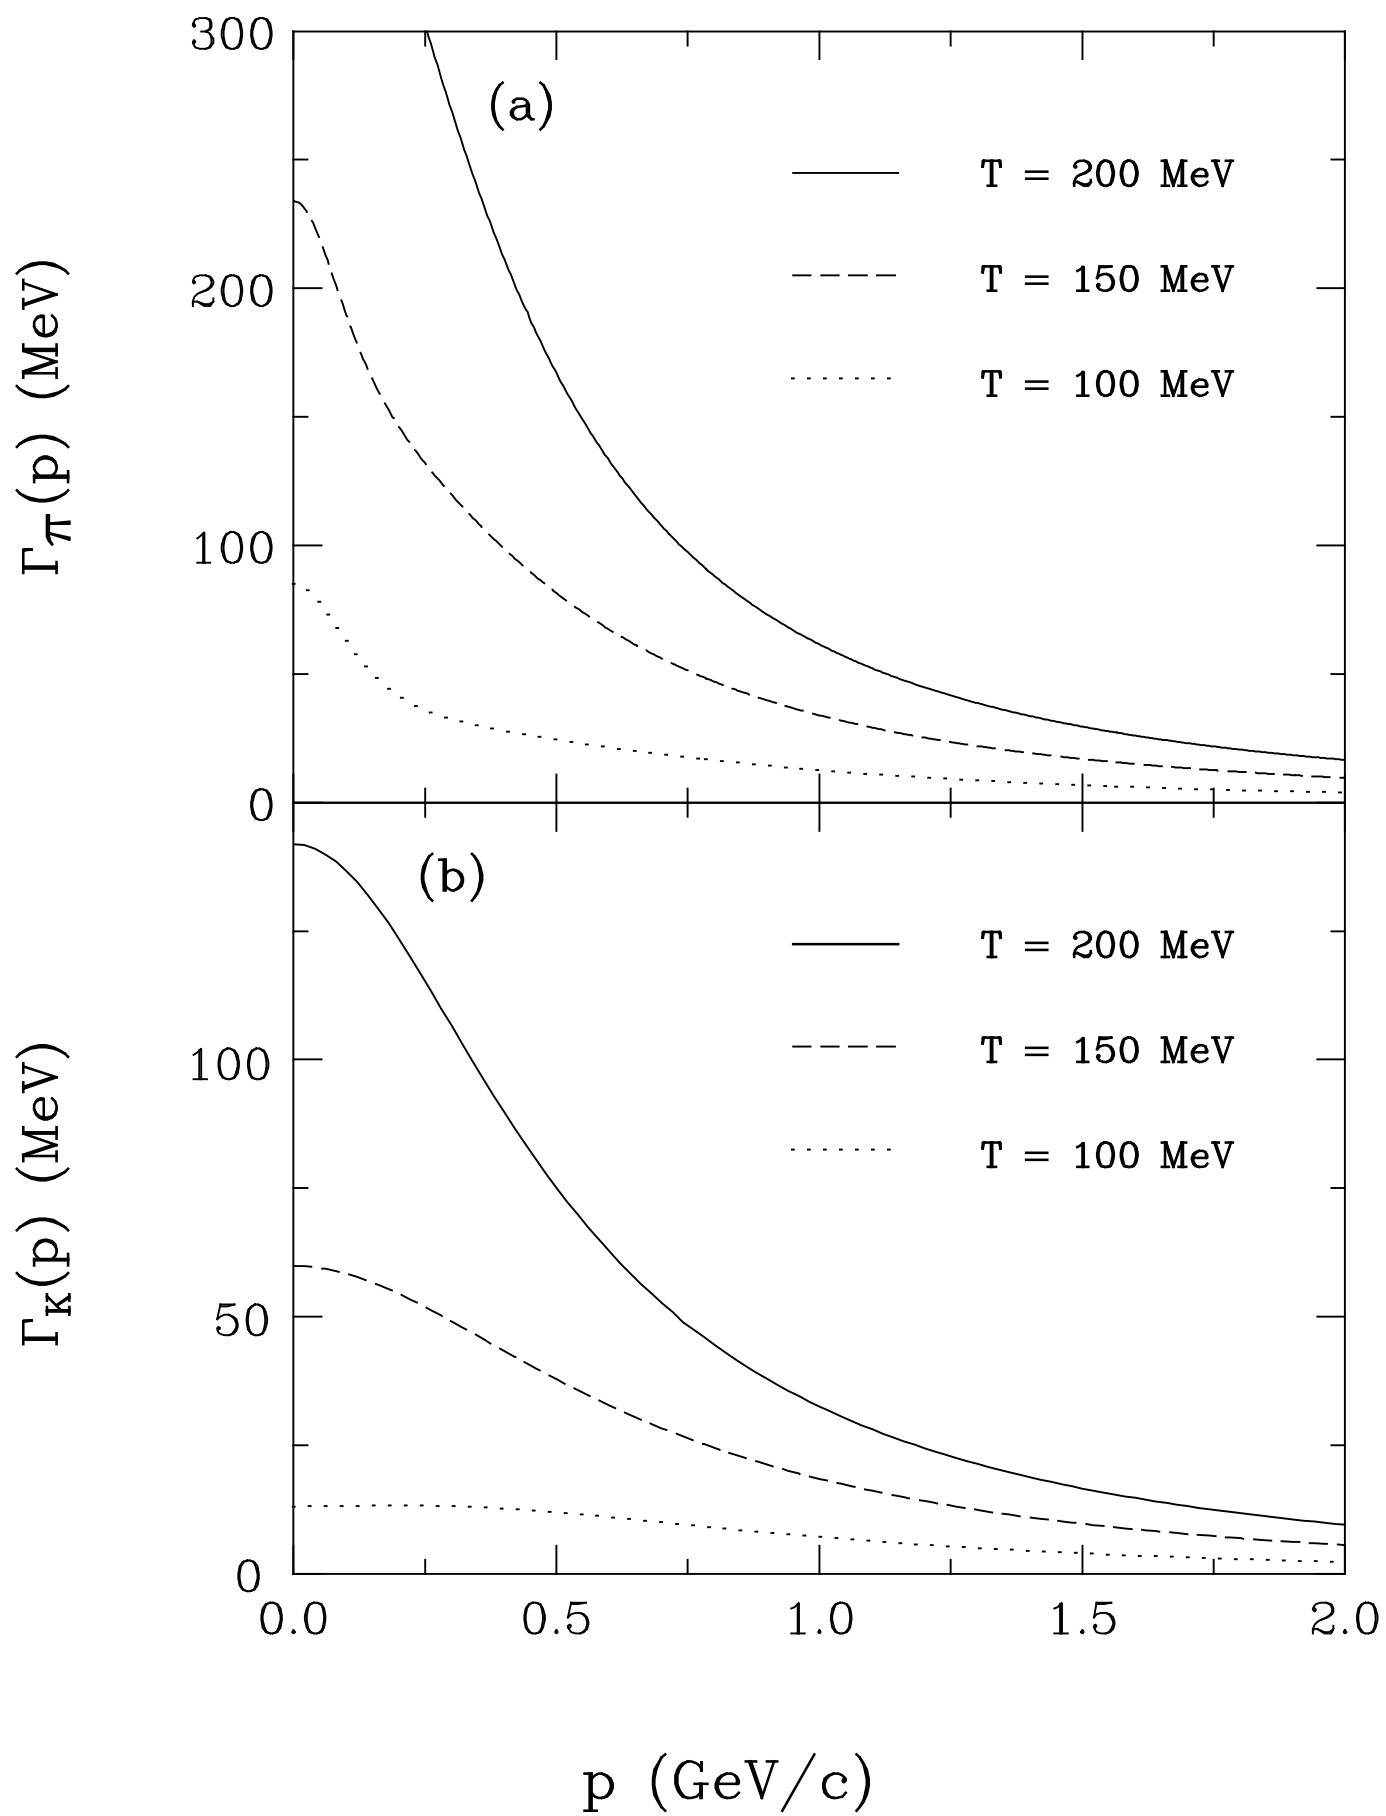 300
(a)
T = 200 MeV
T = 150 MeV
200
T = 100 MeV
Γπ(p) (MeV)
100
0
(b)
T = 200 MeV
100
T = 150 MeV
T = 100 MeV
ΓK(p) (MeV)
50
0
0.0 0.5 1.0 1.5 2.0
p (GeV/c)